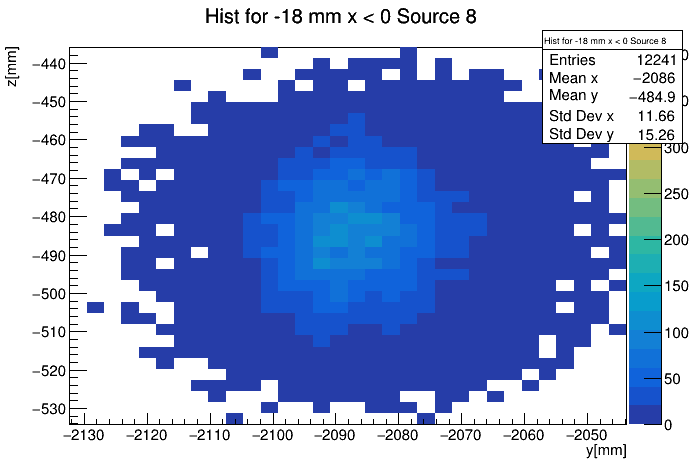 Hist for -18 mm x < 0 Source 8
z[mm]
Hist for -18 mm x < 0 Source 8
Entries 12241
Mean x −2086
Mean y −484.9
Std Dev x 11.66
Std Dev y 15.26
−440
−450
−460
−470
−480
−490
−500
−510
−520
−530
300
250
200
150
100
50
0
−2130 −2120 −2110 −2100 −2090 −2080 −2070 −2060 −2050
y[mm]